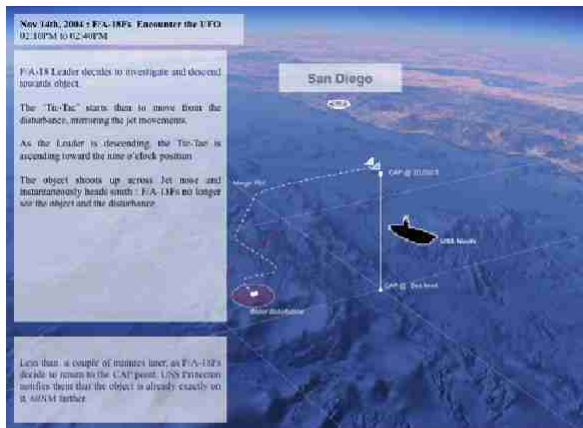 Nov 14th, 2004 : F/A-18Fs Encounter the UFO
02:10PM to 02:40PM
F/A-18 Leader decides to investigate and descend
towards object.
The "Tic-Tac" starts then to move from the
disturbance, mirroring the jet movements.
As the Leader is descending, the Tic-Tac is
ascending toward the nine o'clock position
The object shoots up across Jet nose and
instantaneously heads south : F/A-18Fs no longer
see the object and the disturbance.
San Diego
Merge Plot
CAP @
USS Nimitz
CAP @ Sea level
Water disturbance
Less than a couple of minutes later, as F/A-18Fs
decide to return to the CAP point, USS Princeton
notifies them that the object is already exactly on
it, 60NM farther.